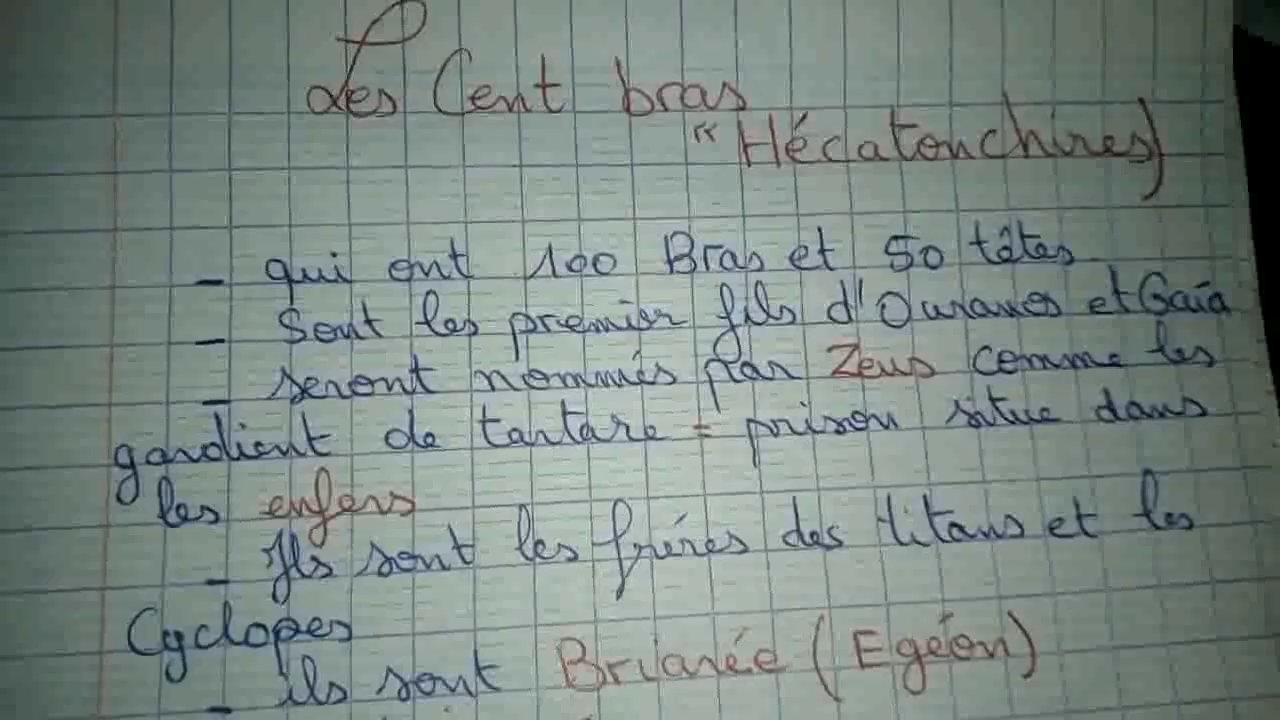 Les Cent bras
"Hécatonchires)
- qui ont 100 Bras et 50 têtes
- Sont les premier fils d'Ouranos et Gaïa
- seront nommés par Zeus comme les
gardient de tartare = prison situe dans
les enfers
- Ils sont les fréres des titans et les
Cyclopes
- ils sont Briarée (Egéon)